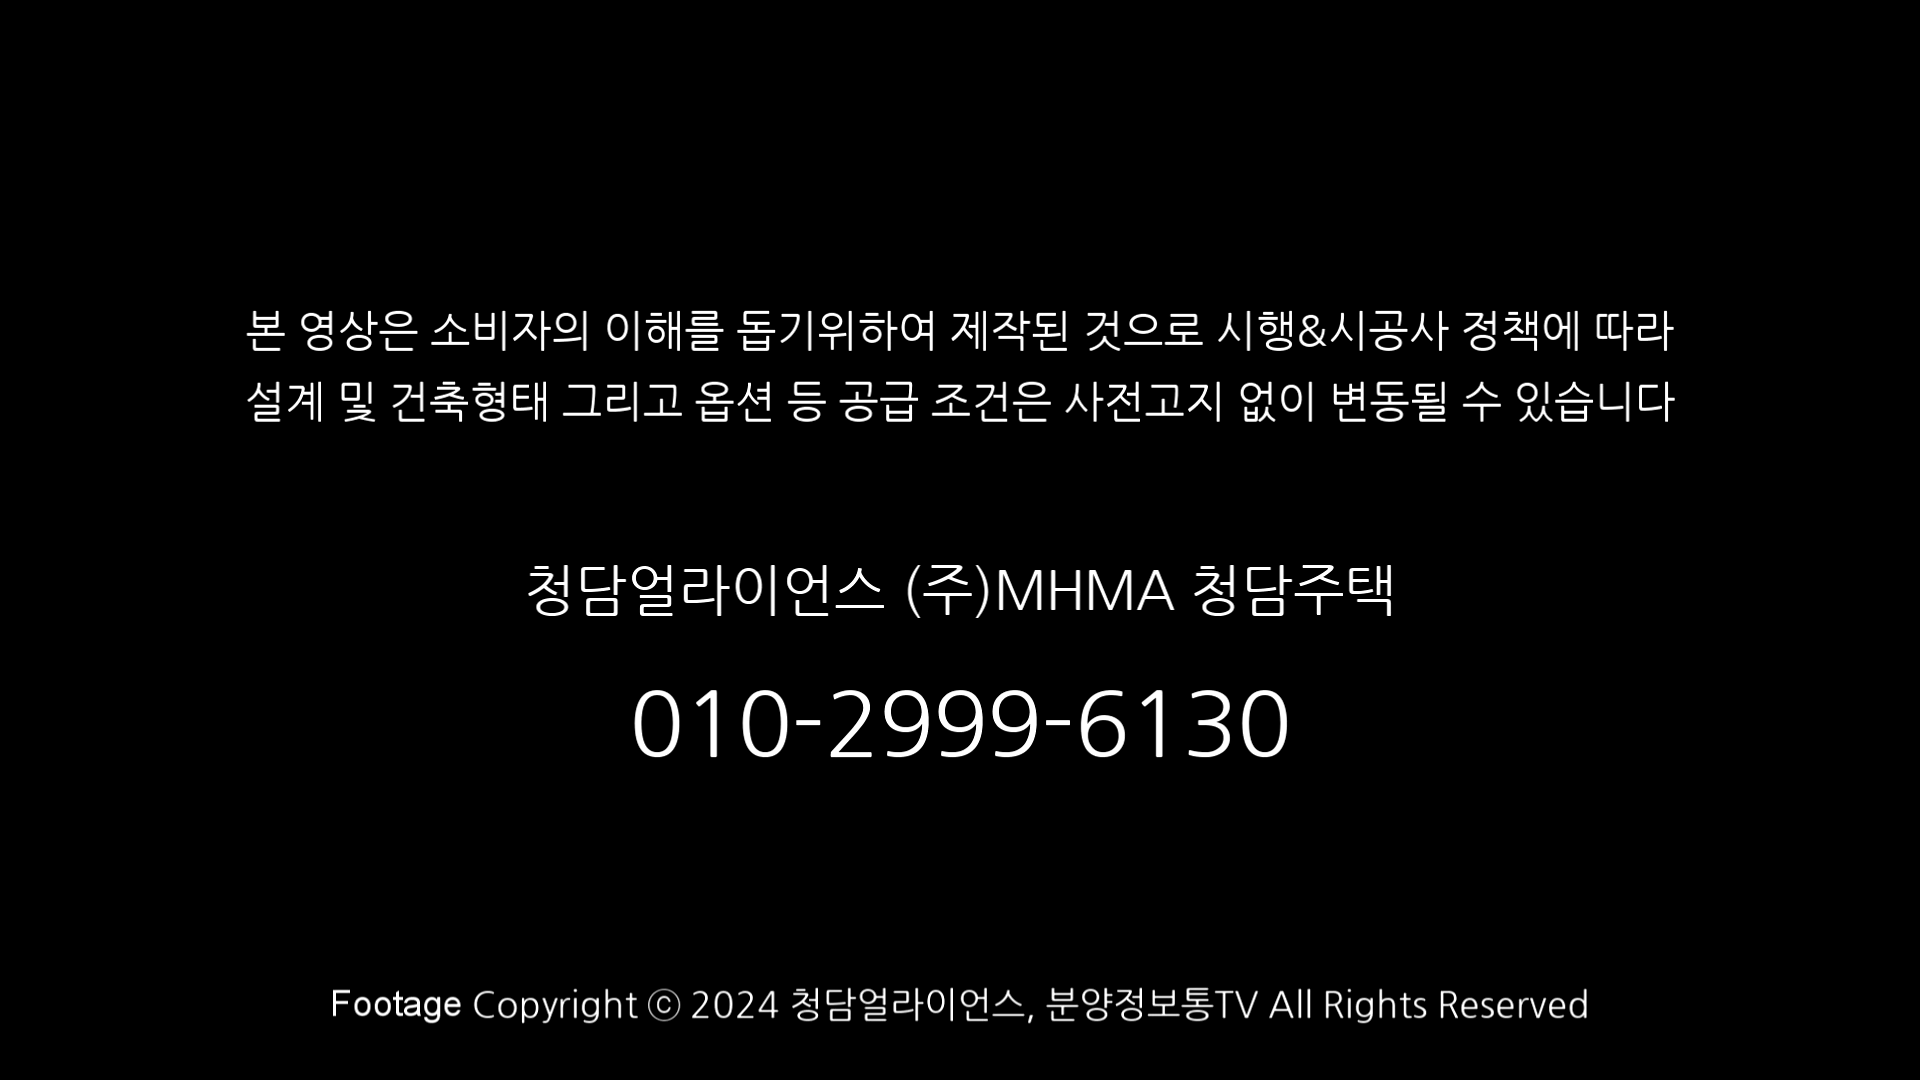 본 영상은 소비자의 이해를 돕기위하여 제작된 것으로 시행&시공사 정책에 따라
설계 및 건축형태 그리고 옵션 등 공급 조건은 사전고지 없이 변동될 수 있습니다
청담얼라이언스 (주)MHMA 청담주택
010-2999-6130
Footage Copyright ⓒ 2024 청담얼라이언스, 분양정보통TV All Rights Reserved